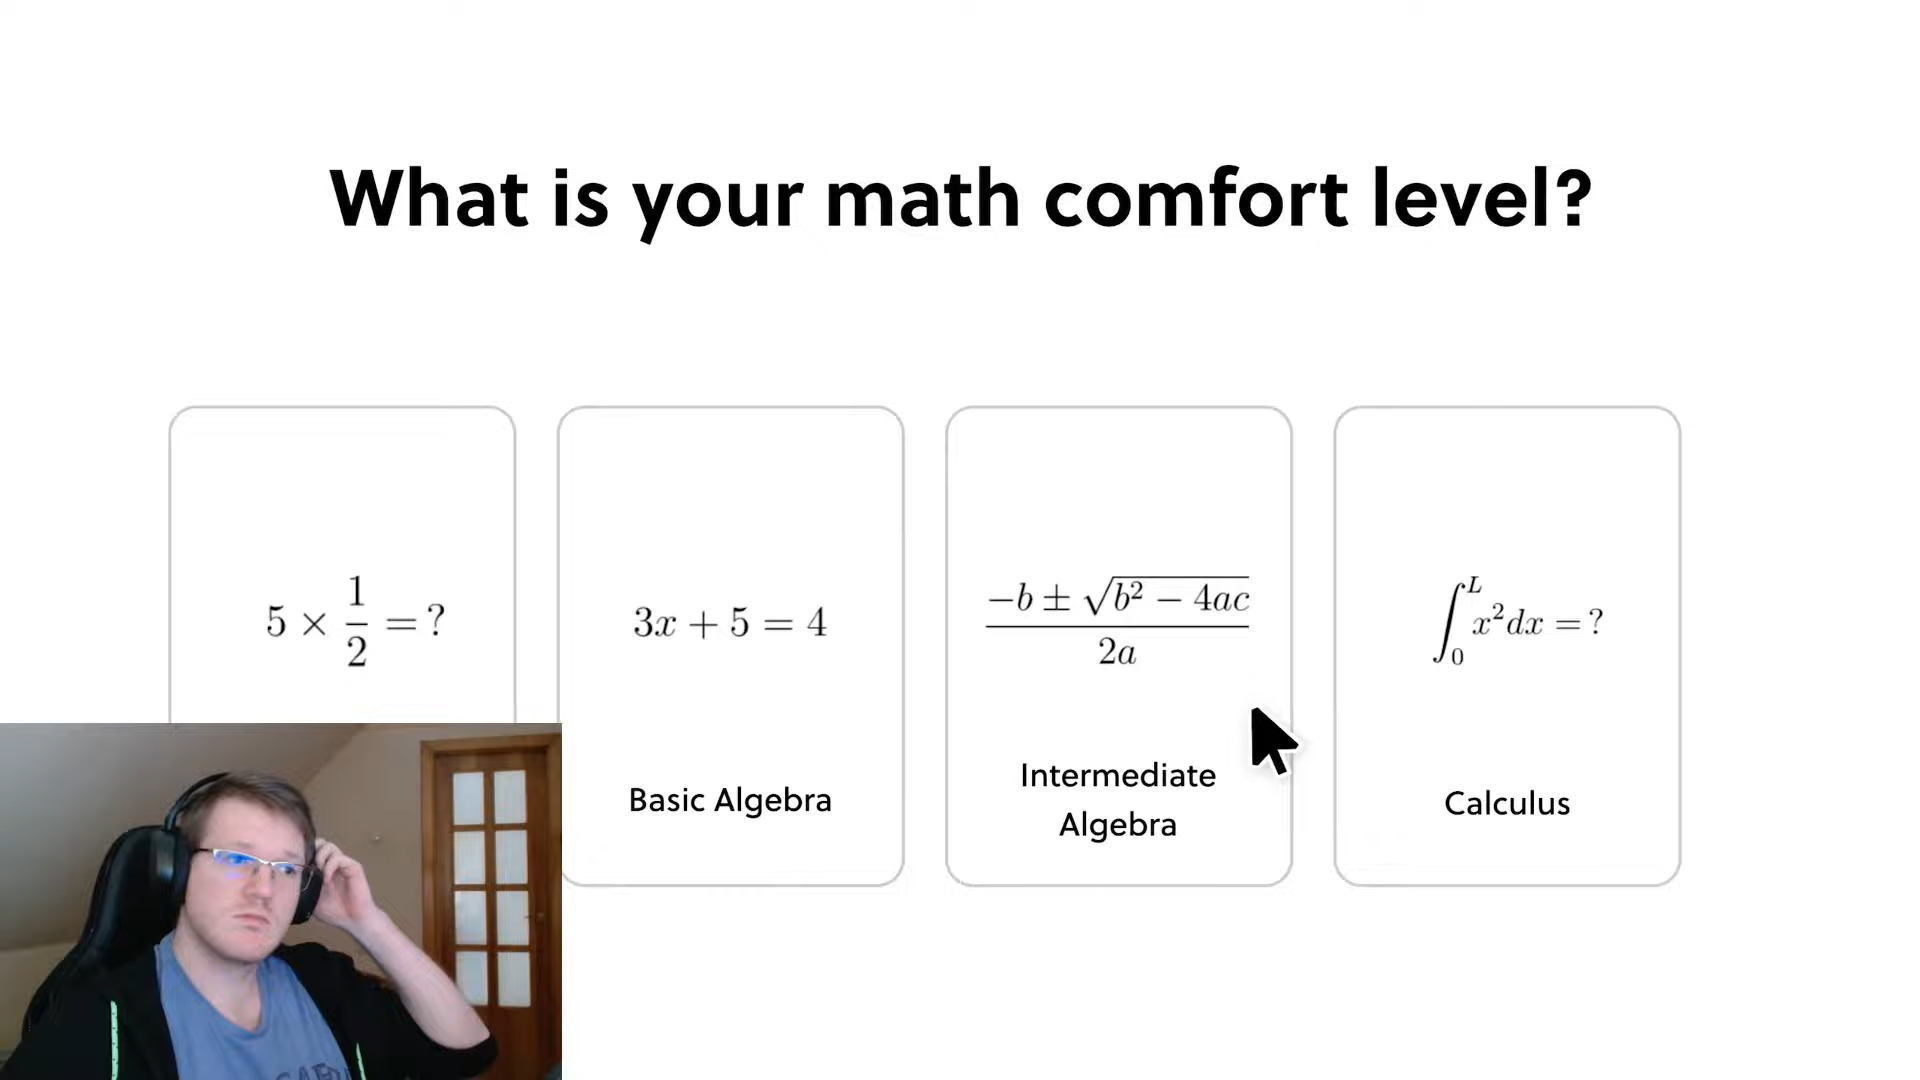 What is your math comfort level?
5 × 1/2 = ?
3x + 5 = 4
(-b ± √(b² − 4ac)) / 2a
∫₀ᴸ x²dx = ?
Basic Algebra
Intermediate
Algebra
Calculus